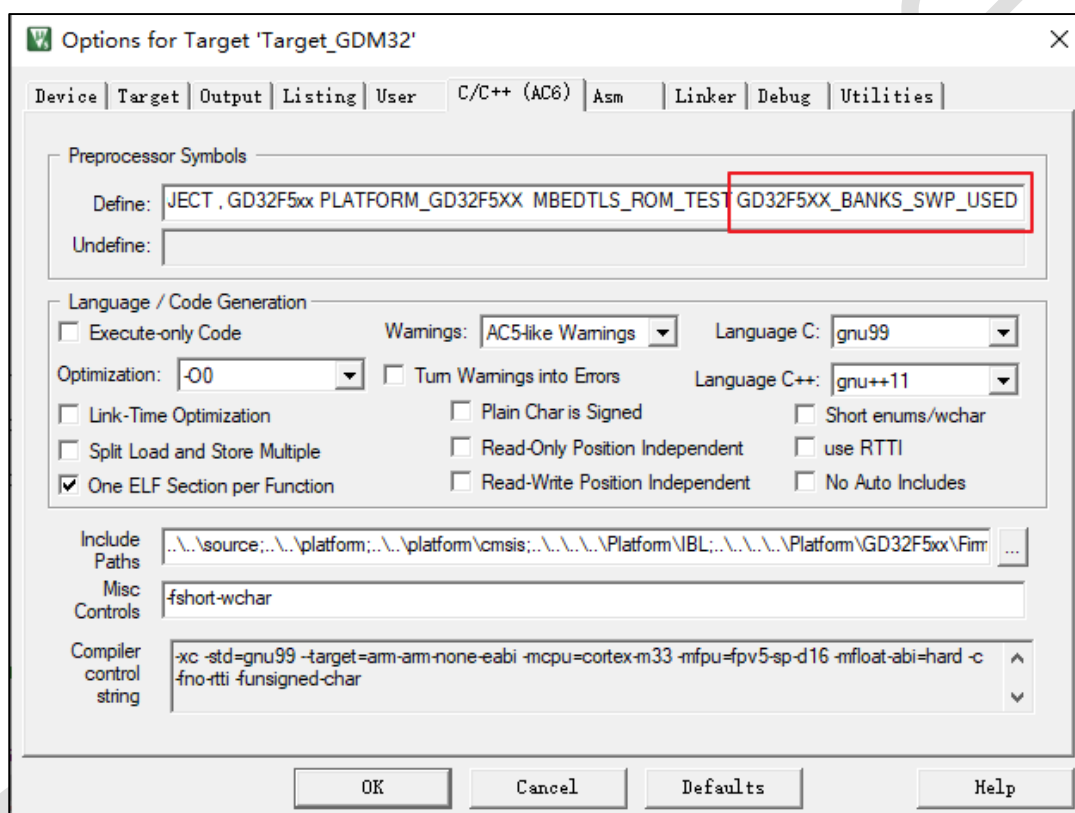 Options for Target 'Target_GDM32'
Device Target Output Listing User C/C++ (AC6) Asm Linker Debug Utilities
Preprocessor Symbols
Define: JECT , GD32F5xx PLATFORM_GD32F5XX MBEDTLS_ROM_TEST GD32F5XX_BANKS_SWP_USED
Undefine:
Language / Code Generation
Execute-only Code Warnings: AC5-like Warnings Language C: gnu99
Optimization: -O0 Turn Warnings into Errors Language C++: gnu++11
Link-Time Optimization Plain Char is Signed Short enums/wchar
Split Load and Store Multiple Read-Only Position Independent use RTTI
One ELF Section per Function Read-Write Position Independent No Auto Includes
Include Paths ..\..\source;..\..\platform;..\..\platform\cmsis;..\..\..\..\Platform\IBL;..\..\..\..\Platform\GD32F5xx\Firm ...
Misc Controls -fshort-wchar
Compiler control string -xc -std=gnu99 --target=arm-arm-none-eabi -mcpu=cortex-m33 -mfpu=fpv5-sp-d16 -mfloat-abi=hard -c
-fno-rtti -funsigned-char
OK Cancel Defaults Help